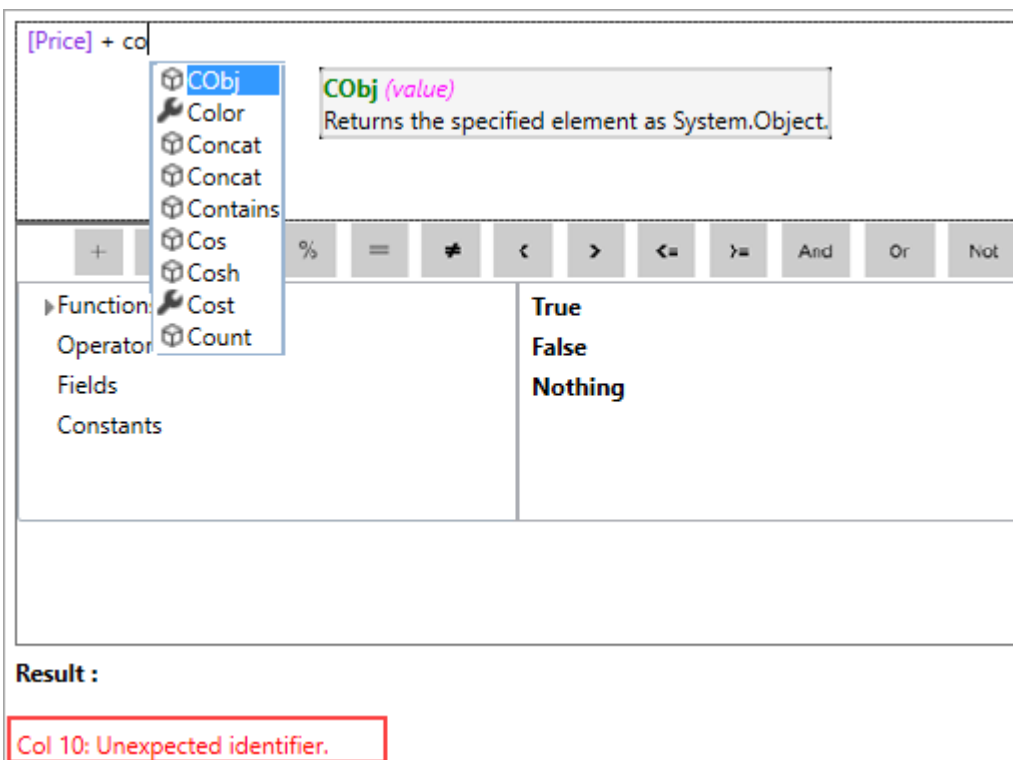 [Price] + co
CObj
Color
Concat
Concat
Contains
Cos
Cosh
Cost
Count
CObj (value)
Returns the specified element as System.Object.
+ % = ≠ < > <= >= And Or Not
Function
Operator
Fields
Constants
True
False
Nothing
Result :
Col 10: Unexpected identifier.